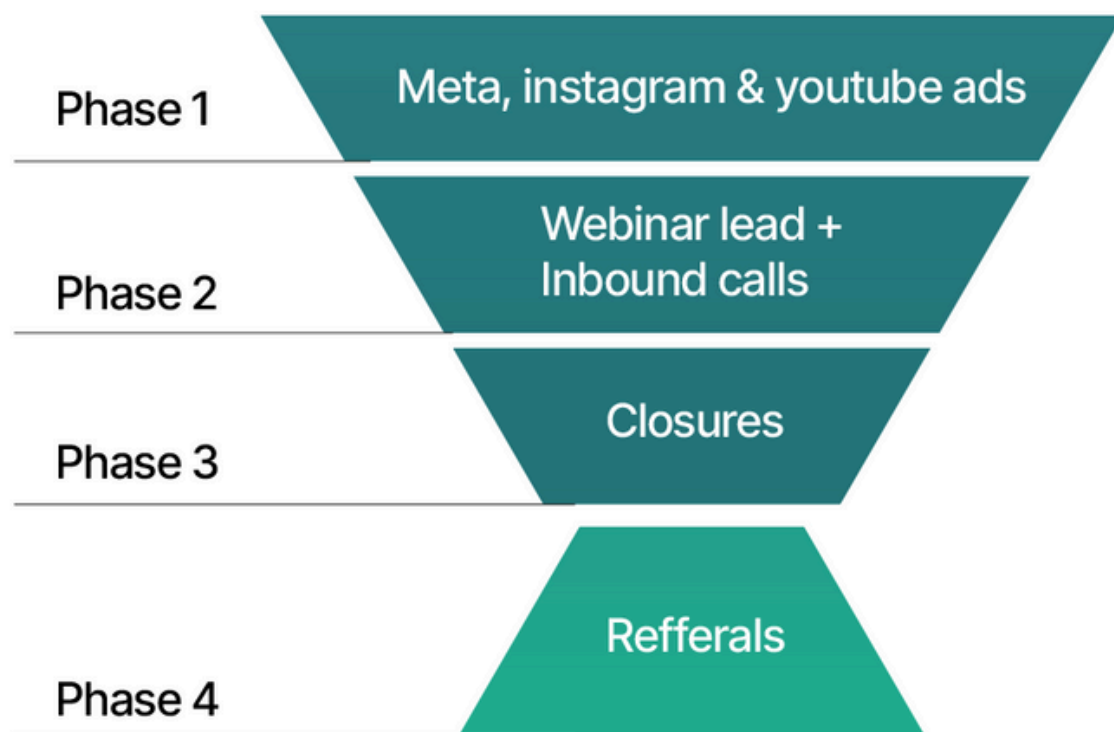 Phase 1
Meta, instagram & youtube ads
Phase 2
Webinar lead +
Inbound calls
Phase 3
Closures
Phase 4
Refferals